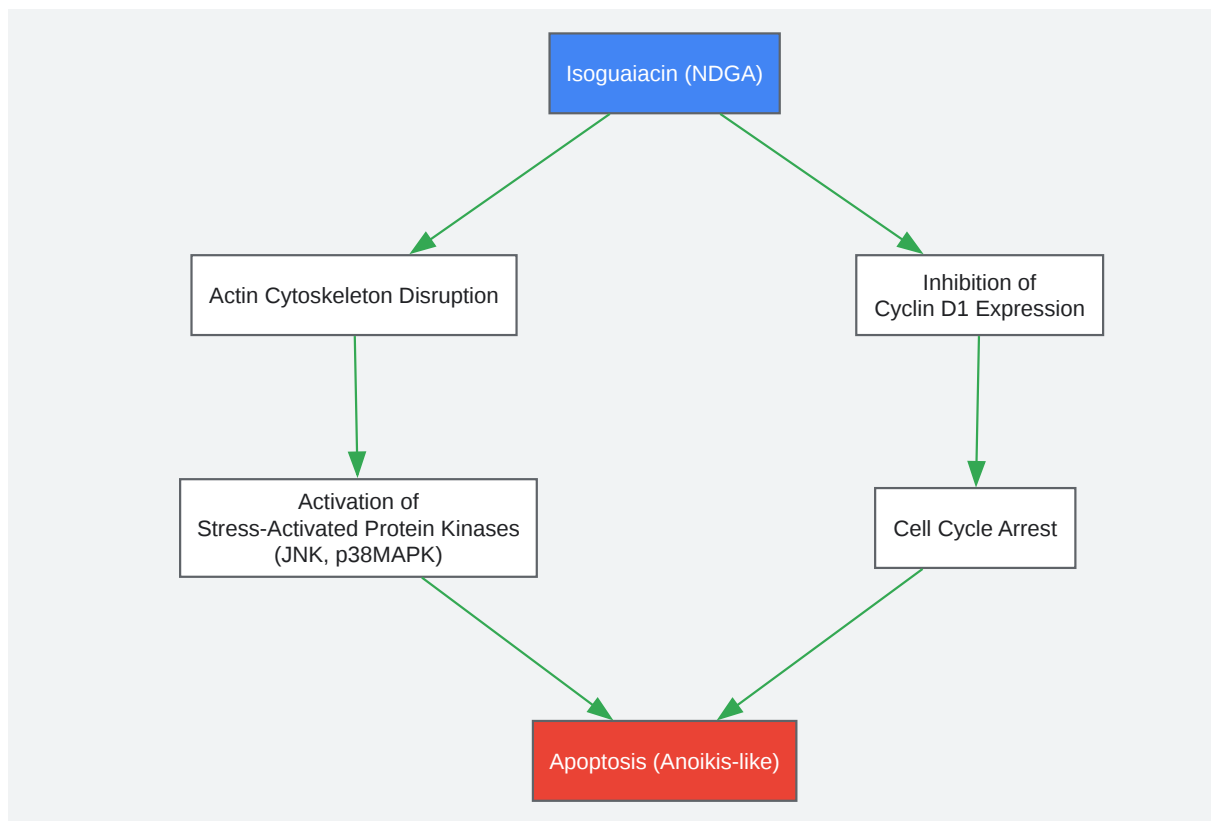 Isoguaiacin (NDGA)
Actin Cytoskeleton Disruption
Inhibition of
Cyclin D1 Expression
Activation of
Stress-Activated Protein Kinases
(JNK, p38MAPK)
Cell Cycle Arrest
Apoptosis (Anoikis-like)